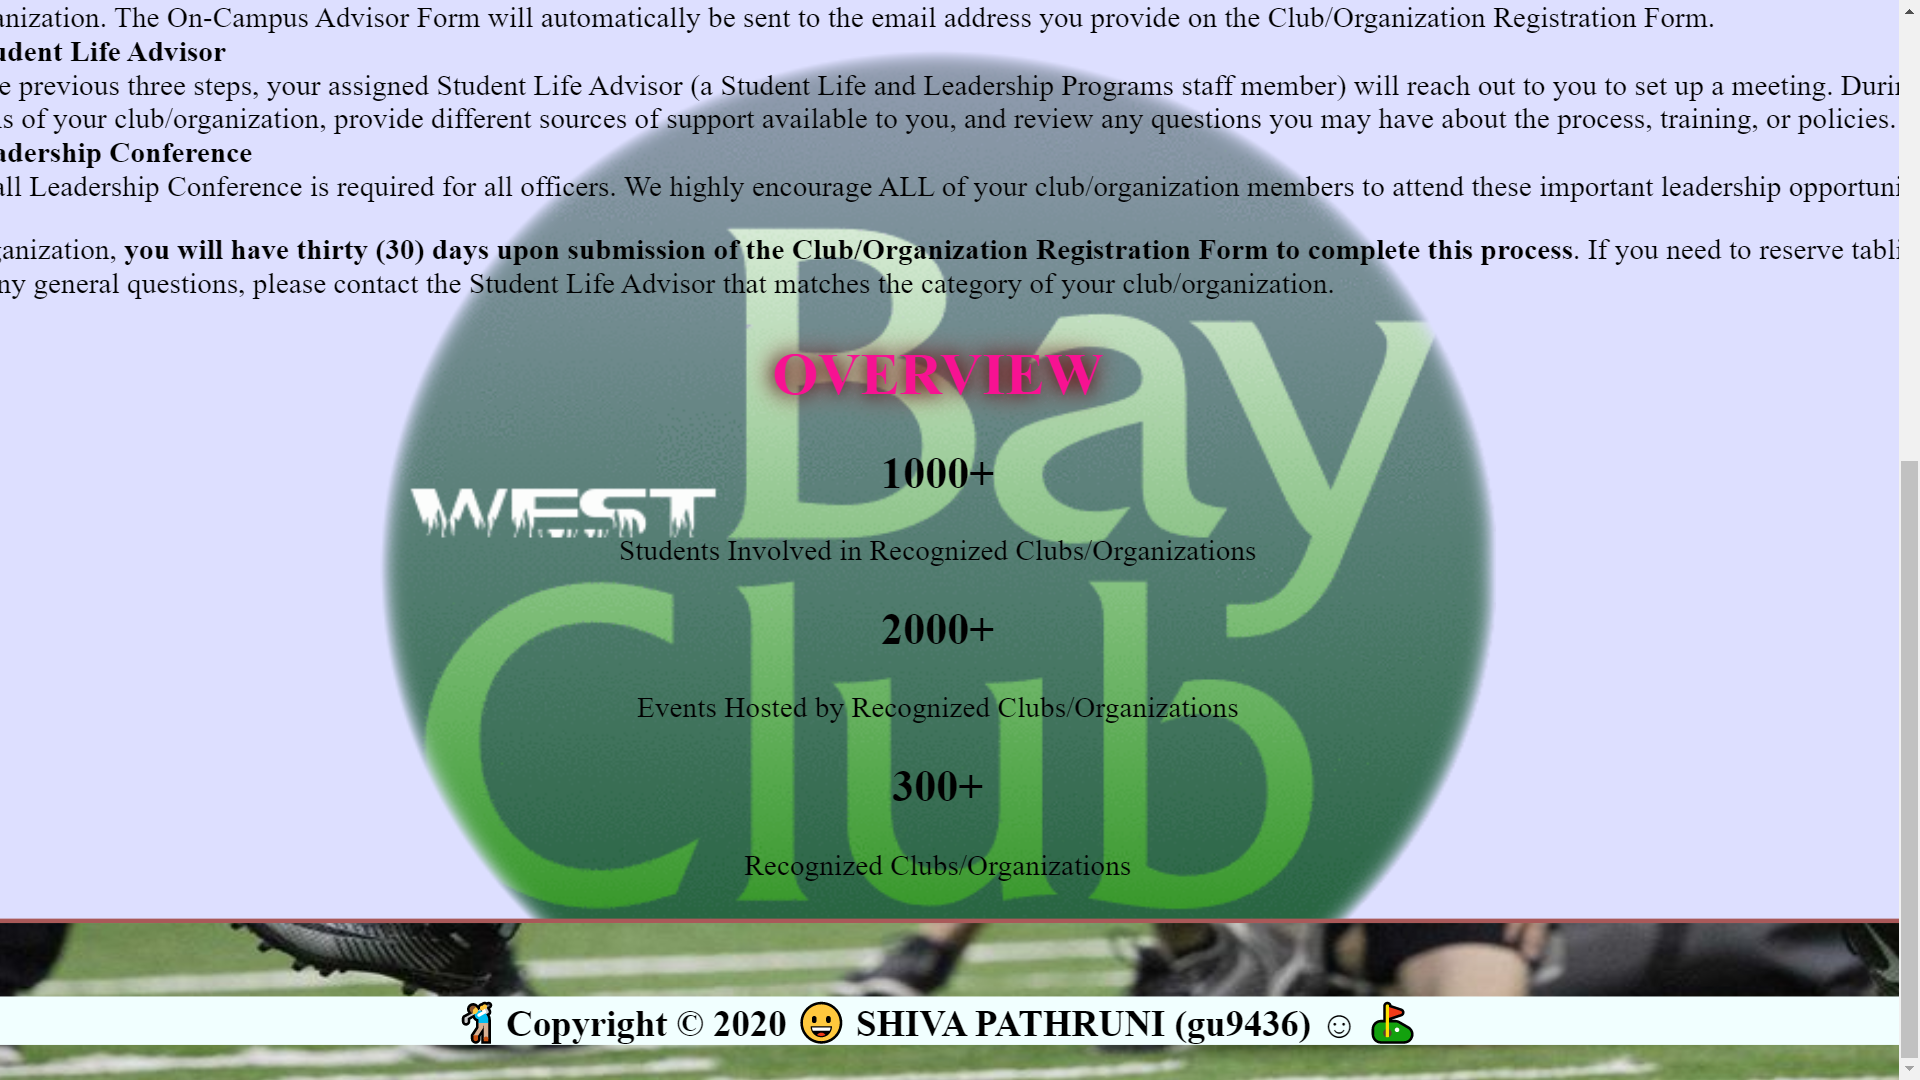 anization. The On-Campus Advisor Form will automatically be sent to the email address you provide on the Club/Organization Registration Form.
udent Life Advisor
e previous three steps, your assigned Student Life Advisor (a Student Life and Leadership Programs staff member) will reach out to you to set up a meeting. Durin
s of your club/organization, provide different sources of support available to you, and review any questions you may have about the process, training, or policies.
adership Conference
all Leadership Conference is required for all officers. We highly encourage ALL of your club/organization members to attend these important leadership opportuni
ganization, you will have thirty (30) days upon submission of the Club/Organization Registration Form to complete this process. If you need to reserve tabli
ny general questions, please contact the Student Life Advisor that matches the category of your club/organization.
OVERVIEW
1000+
Students Involved in Recognized Clubs/Organizations
2000+
Events Hosted by Recognized Clubs/Organizations
300+
Recognized Clubs/Organizations
WEST
Bay
Club
🏌 Copyright © 2020 😀 SHIVA PATHRUNI (gu9436) ☺ ⛳